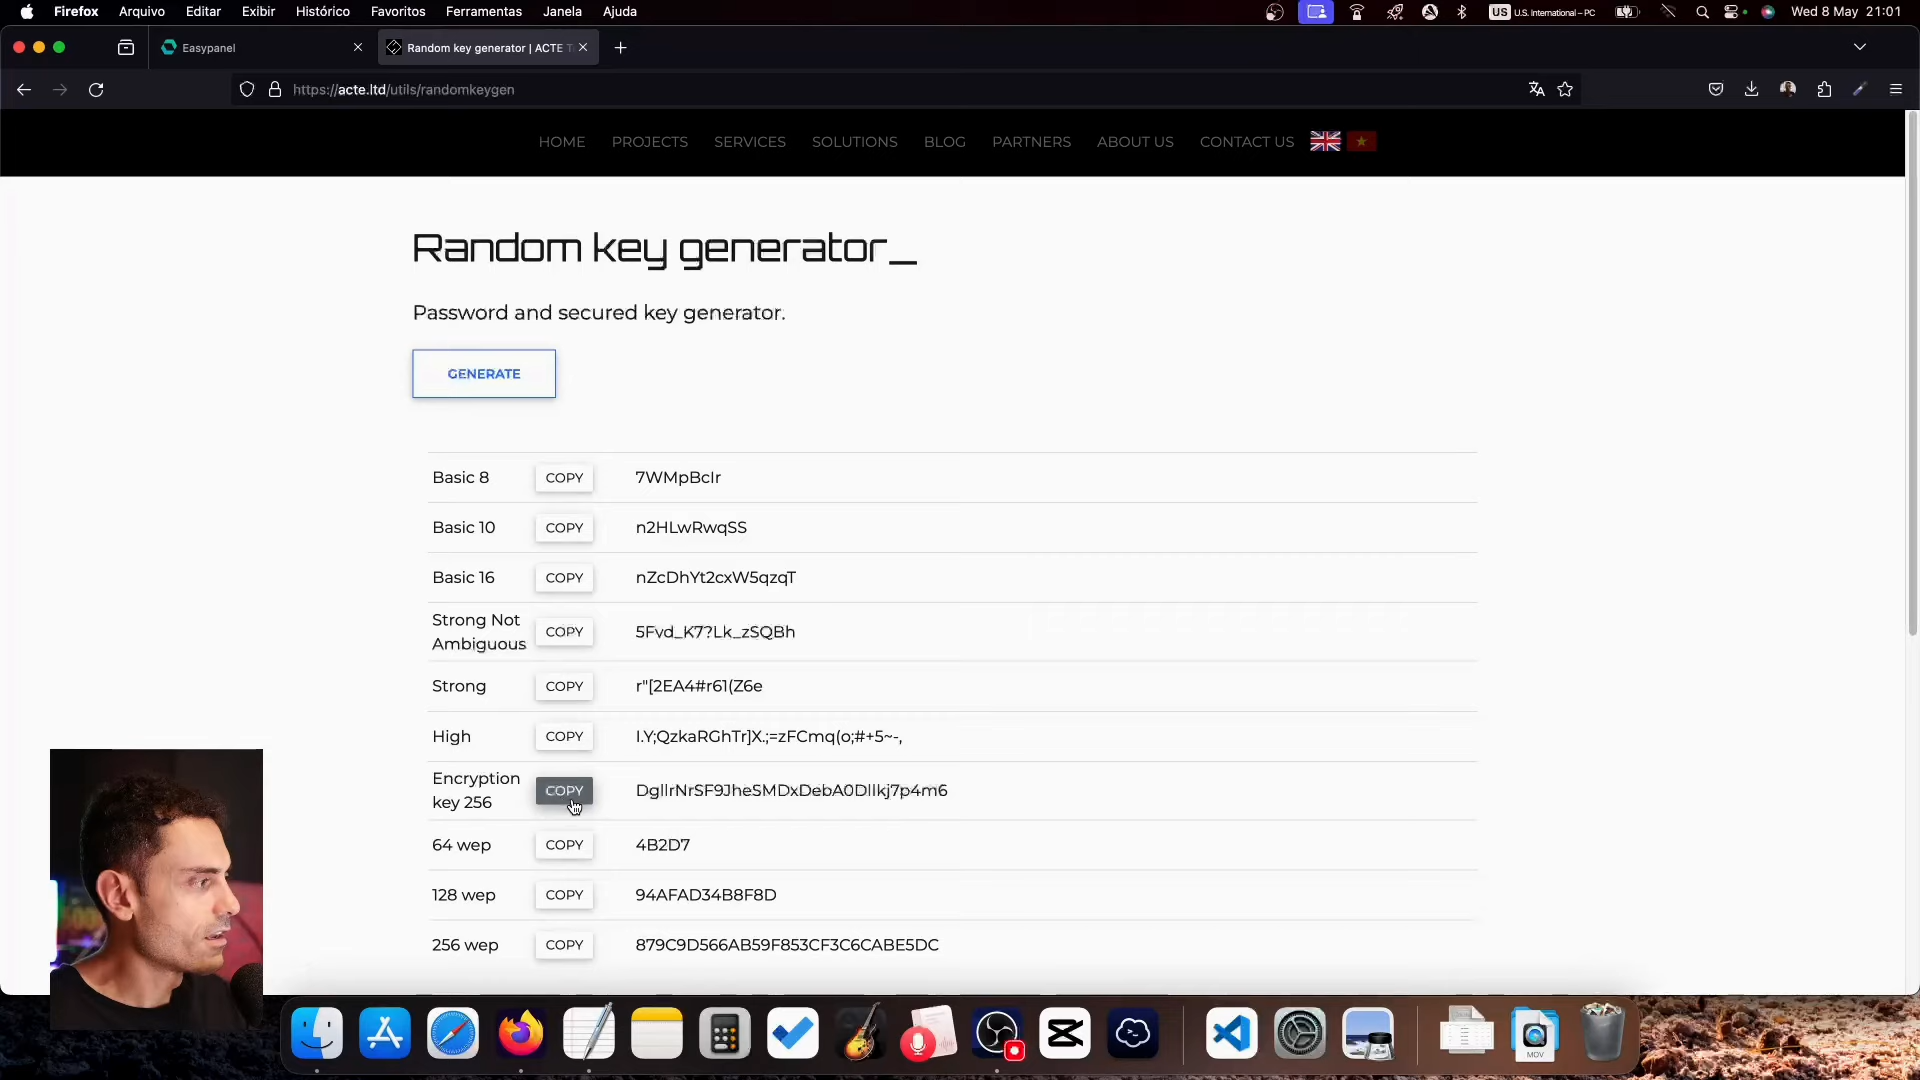 Firefox Arquivo Editar Exibir Histórico Favoritos Ferramentas Janela Ajuda
US U.S. International – PC Wed 8 May 21:01
Easypanel
Random key generator | ACTE T
https://acte.ltd/utils/randomkeygen
HOME PROJECTS SERVICES SOLUTIONS BLOG PARTNERS ABOUT US CONTACT US
Random key generator_
Password and secured key generator.
GENERATE
Basic 8 COPY 7WMpBcIr
Basic 10 COPY n2HLwRwqSS
Basic 16 COPY nZcDhYt2cxW5qzqT
Strong Not
Ambiguous COPY 5Fvd_K7?Lk_zSQBh
Strong COPY r"[2EA4#r61(Z6e
High COPY I.Y;QzkaRGhTr]X.;=zFCmq(o;#+5~-,
Encryption
key 256 COPY DgIlrNrSF9JheSMDxDebA0DIlkj7p4m6
64 wep COPY 4B2D7
128 wep COPY 94AFAD34B8F8D
256 wep COPY 879C9D566AB59F853CF3C6CABE5DC
MOV